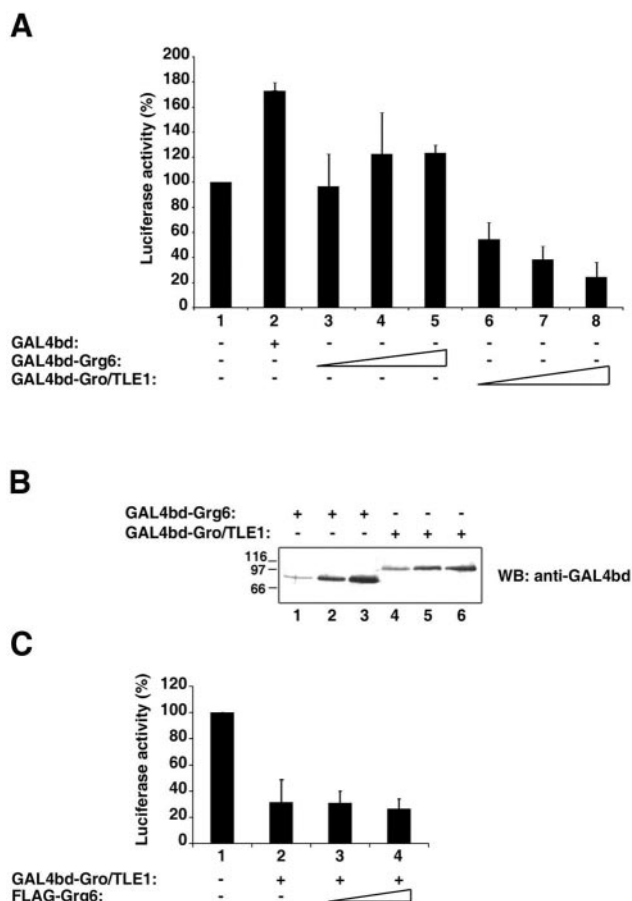 A
Luciferase activity (%)
200
180
160
140
120
100
80
60
40
20
0
1 2 3 4 5 6 7 8
GAL4bd: - + - - - - - -
GAL4bd-Grg6: - - - - -
GAL4bd-Gro/TLE1: - - - - -
B
GAL4bd-Grg6: + + + - - -
GAL4bd-Gro/TLE1: - - - + + +
116
97
66
WB: anti-GAL4bd
1 2 3 4 5 6
C
Luciferase activity (%)
120
100
80
60
40
20
0
1 2 3 4
GAL4bd-Gro/TLE1: - + + +
FLAG-Grg6: - -